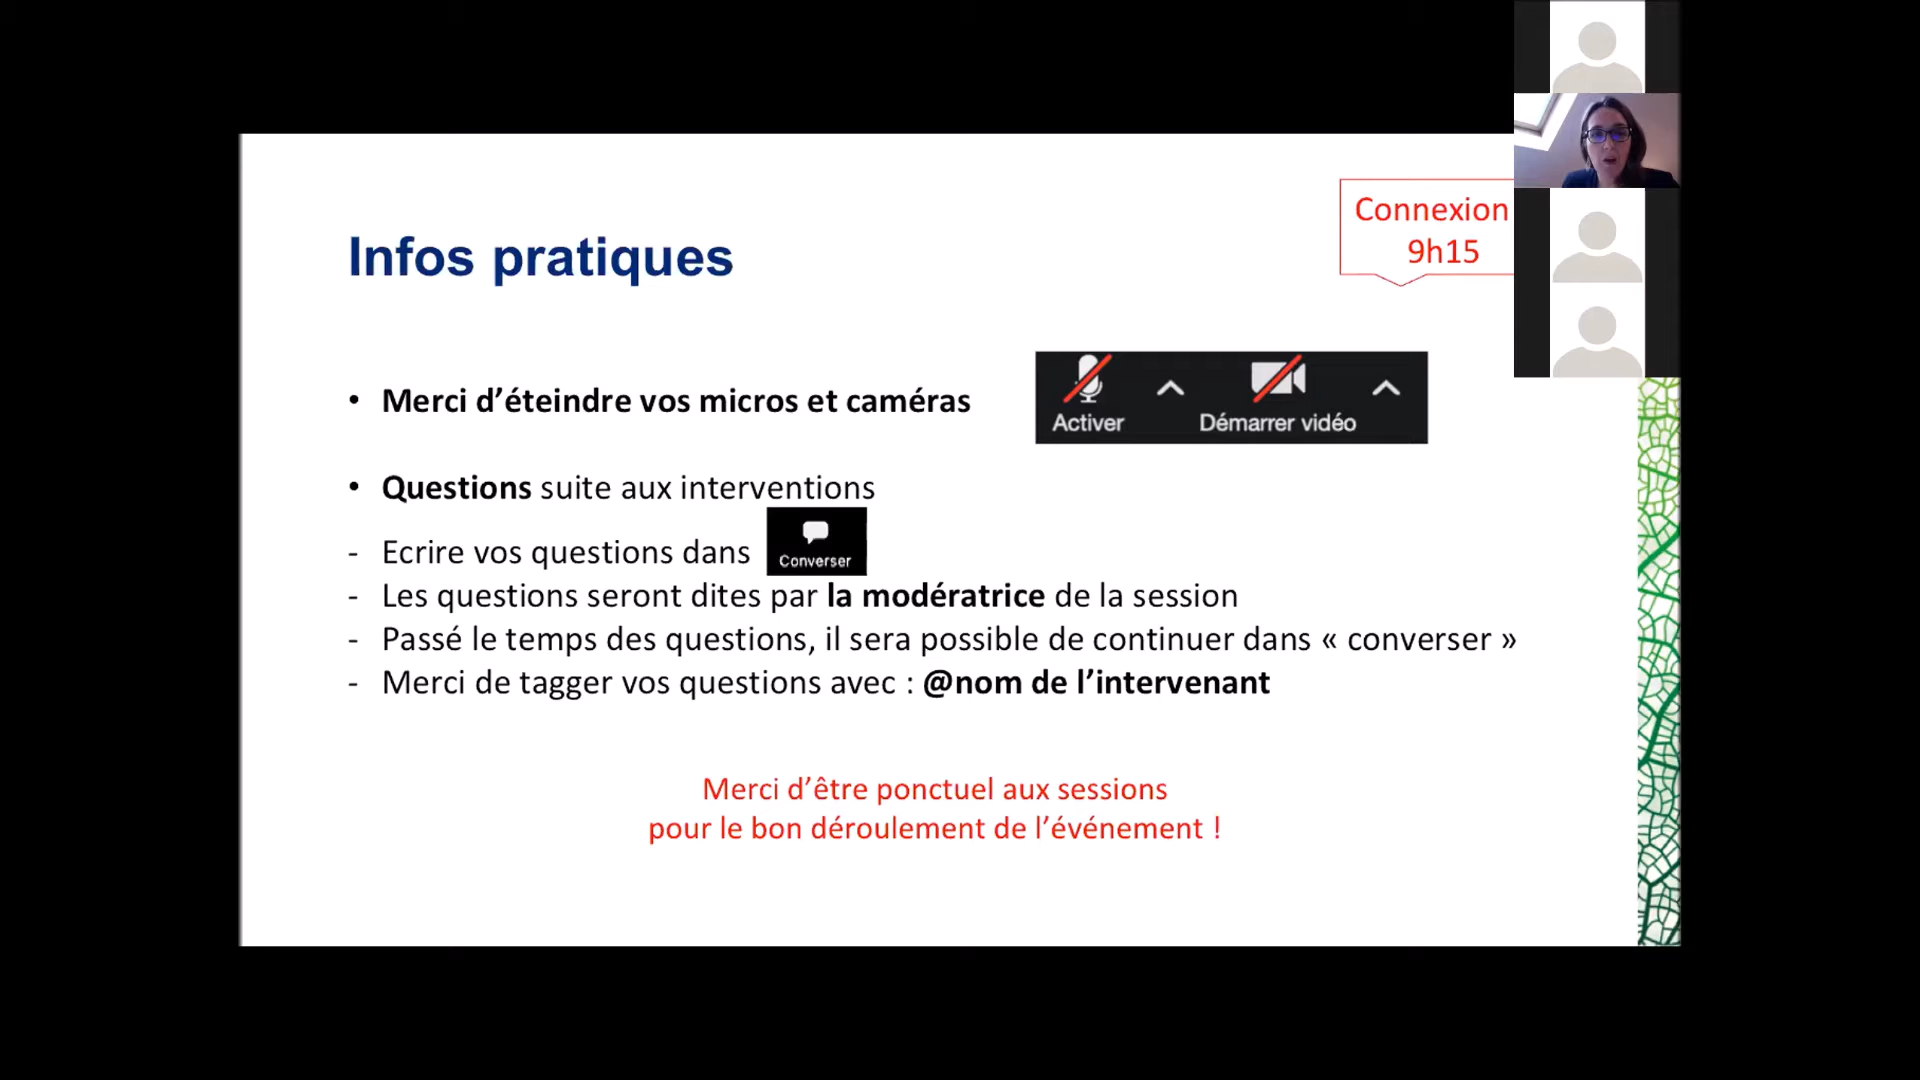 Connexion
9h15
Infos pratiques
• Merci d’éteindre vos micros et caméras
Activer
Démarrer vidéo
• Questions suite aux interventions
- Ecrire vos questions dans
Converser
- Les questions seront dites par la modératrice de la session
- Passé le temps des questions, il sera possible de continuer dans « converser »
- Merci de tagger vos questions avec : @nom de l’intervenant
Merci d’être ponctuel aux sessions
pour le bon déroulement de l’événement !